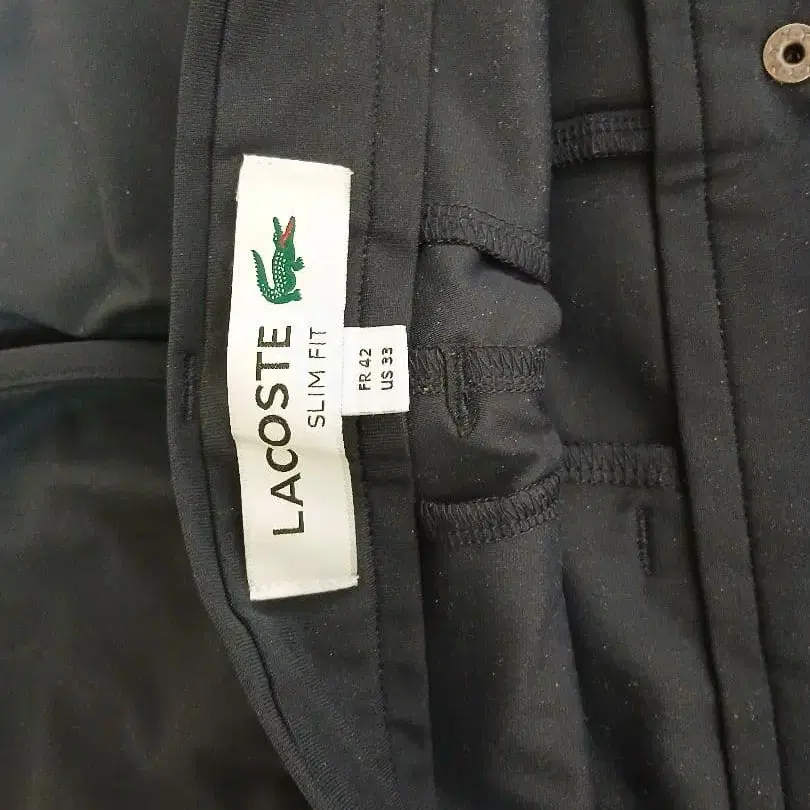 LACOSTE
SLIM FIT
FR 42
US 33